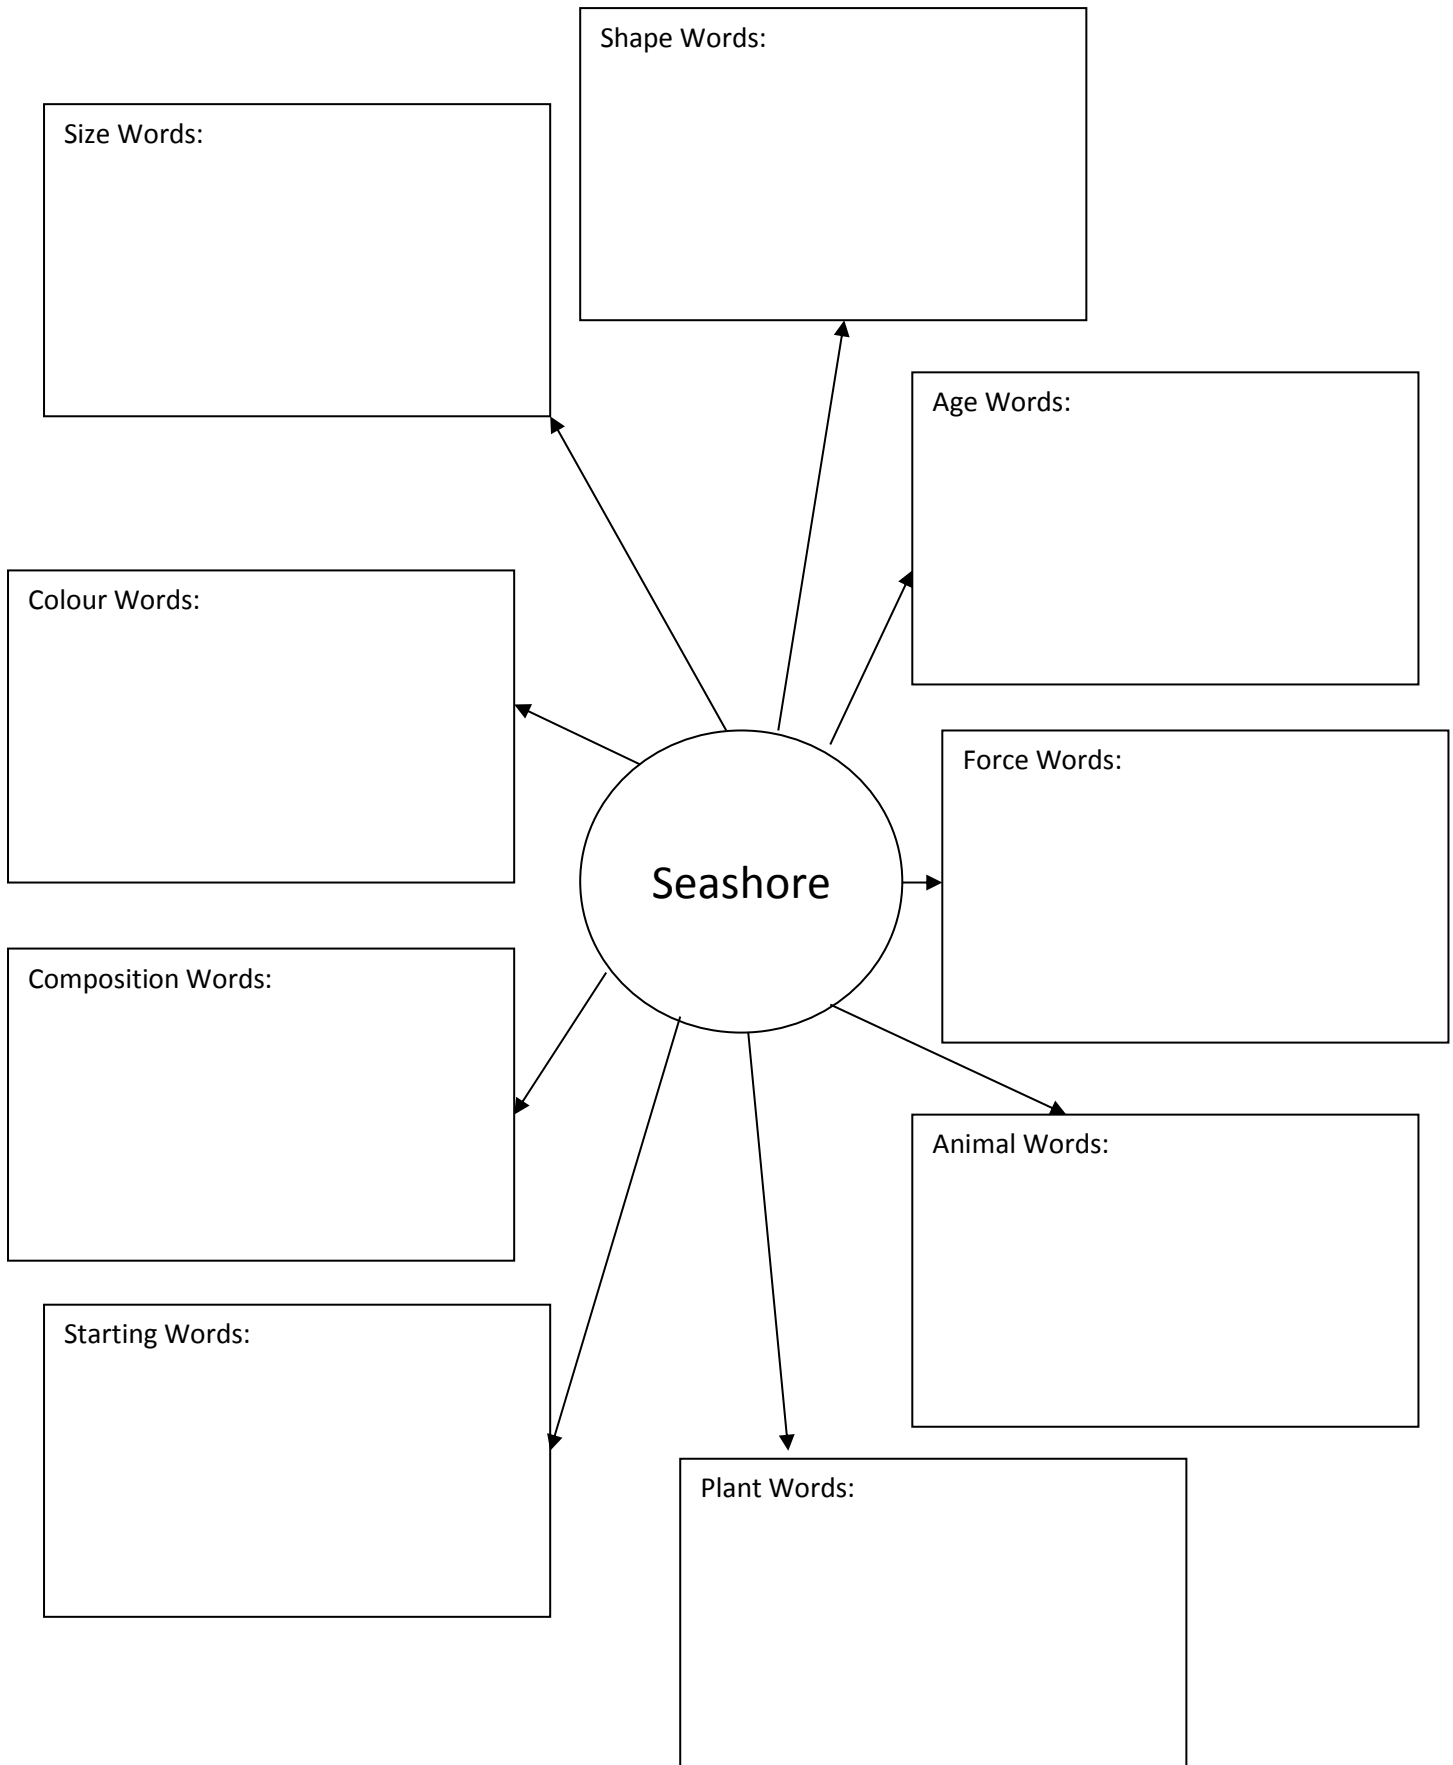 Shape Words:
Size Words:
Age Words:
Colour Words:
Force Words:
Seashore
Composition Words:
Animal Words:
Starting Words:
Plant Words: